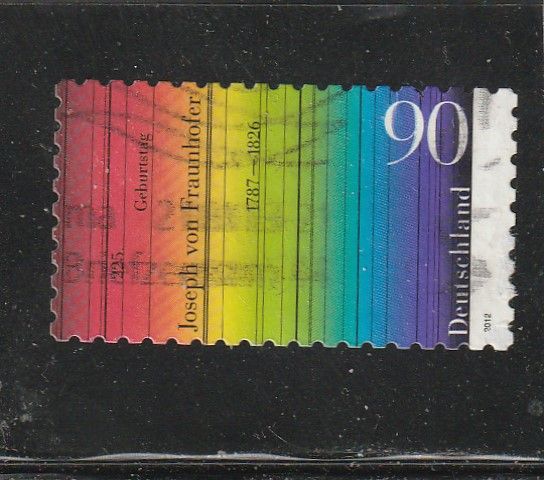 225
Geburtstag
Joseph von Fraunhofer
1787—1826
90
Deutschland
2012